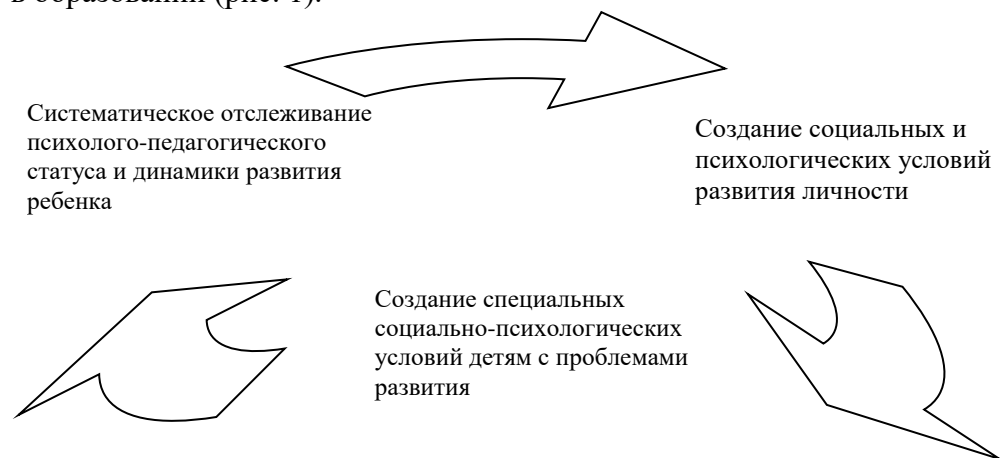 в образовании (рис. 1).
Систематическое отслеживание
психолого-педагогического
статуса и динамики развития
ребенка
Создание социальных и
психологических условий
развития личности
Создание специальных
социально-психологических
условий детям с проблемами
развития